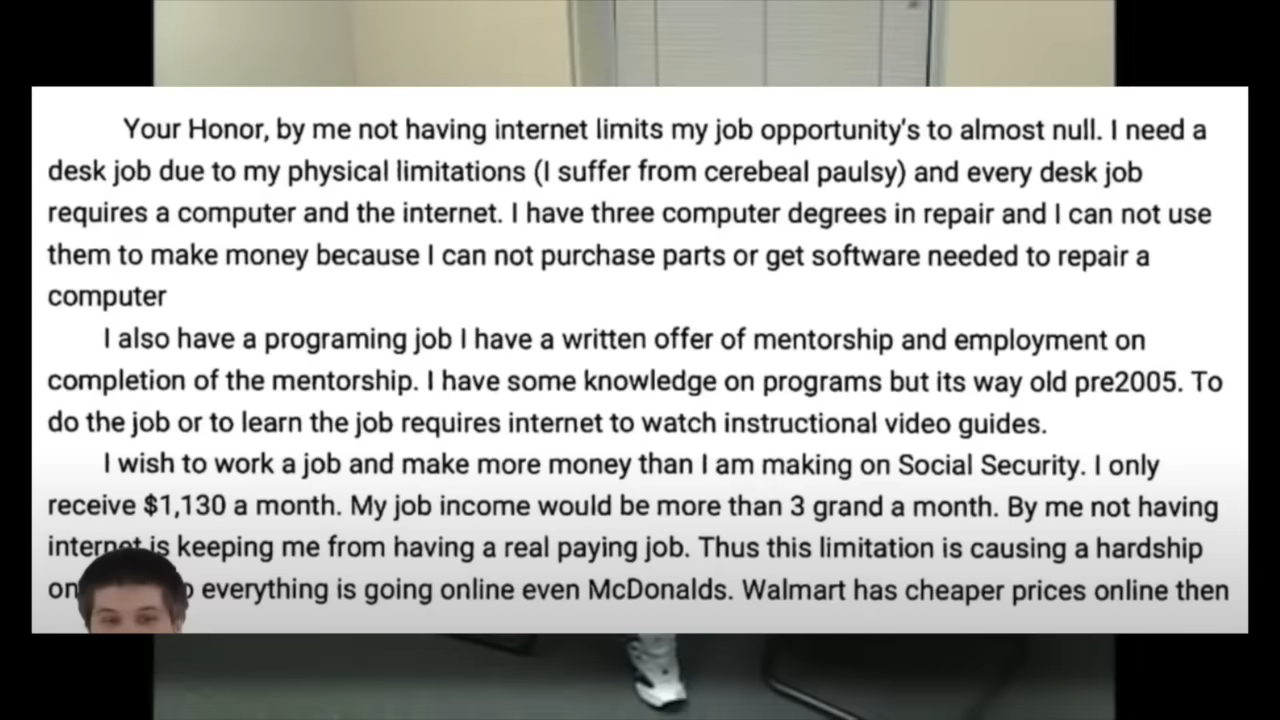 Your Honor, by me not having internet limits my job opportunity's to almost null. I need a
desk job due to my physical limitations (I suffer from cerebeal paulsy) and every desk job
requires a computer and the internet. I have three computer degrees in repair and I can not use
them to make money because I can not purchase parts or get software needed to repair a
computer
I also have a programing job I have a written offer of mentorship and employment on
completion of the mentorship. I have some knowledge on programs but its way old pre2005. To
do the job or to learn the job requires internet to watch instructional video guides.
I wish to work a job and make more money than I am making on Social Security. I only
receive $1,130 a month. My job income would be more than 3 grand a month. By me not having
internet is keeping me from having a real paying job. Thus this limitation is causing a hardship
on everything is going online even McDonalds. Walmart has cheaper prices online then